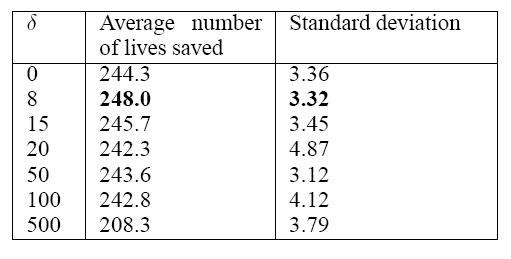 δ Average number of lives saved Standard deviation
0 244.3 3.36
8 248.0 3.32
15 245.7 3.45
20 242.3 4.87
50 243.6 3.12
100 242.8 4.12
500 208.3 3.79